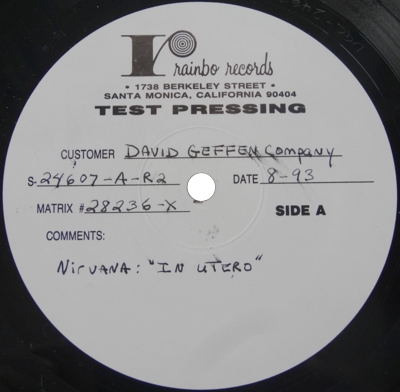 r
rainbo records
• 1738 BERKELEY STREET •
SANTA MONICA, CALIFORNIA 90404
TEST PRESSING
CUSTOMER DAVID GEFFEN COMPANY
S-24607-A-R2 DATE 8-93
MATRIX #28236-X SIDE A
COMMENTS:
NIRVANA: "IN UTERO"